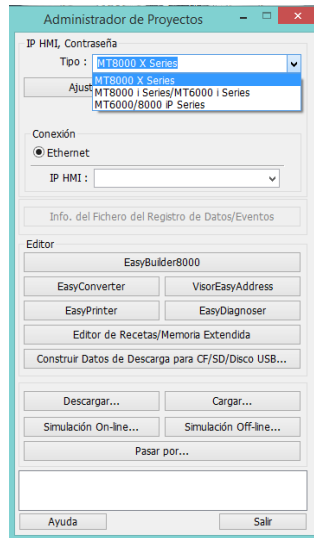 Administrador de Pro
IP HMI, Contraseña
Tipo : MT8000 X Series
MT8000 X Series
Ajust
MT8000 i Series/MT6000 i Series
MT6000/8000 iP Series
Conexión
Ethernet
IP HMI :
Info. del Fichero del Registro de Datos/Eventos
Editor
EasyBuilder8000
EasyConverter VisorEasyAddress
EasyPrinter EasyDiagnoser
Editor de Recetas/Memoria Extendida
Construir Datos de Descarga para CF/SD/Disco USB...
Descargar... Cargar...
Simulación On-line... Simulación Off-line...
Pasar por...
Ayuda Salir